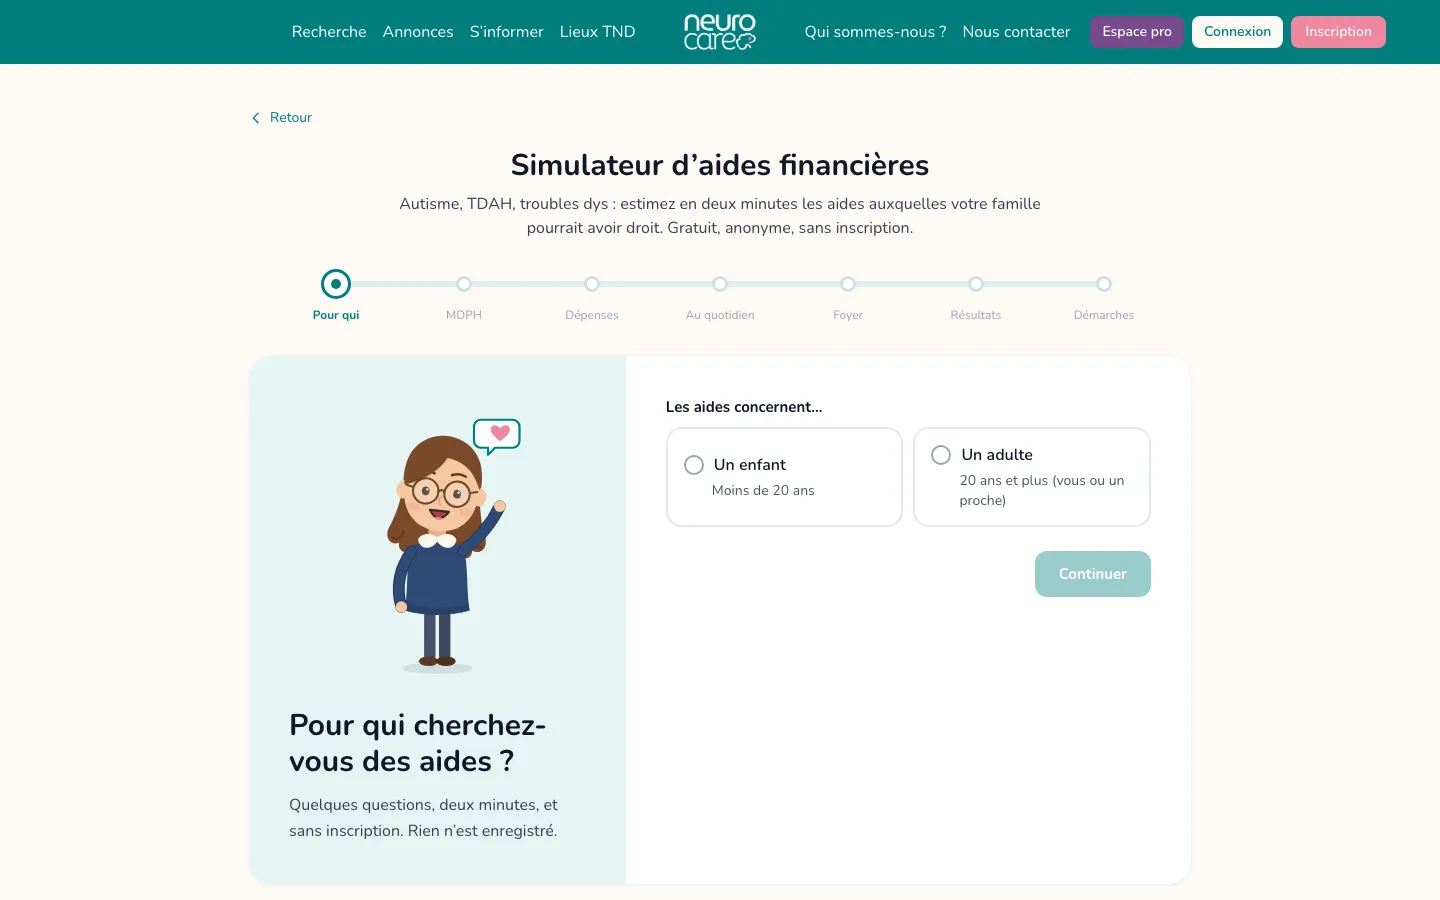 Recherche
Annonces
S'informer
Lieux TND
neuro
care
Qui sommes-nous ?
Nous contacter
Espace pro
Connexion
Inscription
Retour
Simulateur d'aides financières
Autisme, TDAH, troubles dys : estimez en deux minutes les aides auxquelles votre famille
pourrait avoir droit. Gratuit, anonyme, sans inscription.
Pour qui
MDPH
Dépenses
Au quotidien
Foyer
Résultats
Démarches
Pour qui cherchez-
vous des aides ?
Quelques questions, deux minutes, et
sans inscription. Rien n'est enregistré.
Les aides concernent...
Un enfant
Moins de 20 ans
Un adulte
20 ans et plus (vous ou un
proche)
Continuer